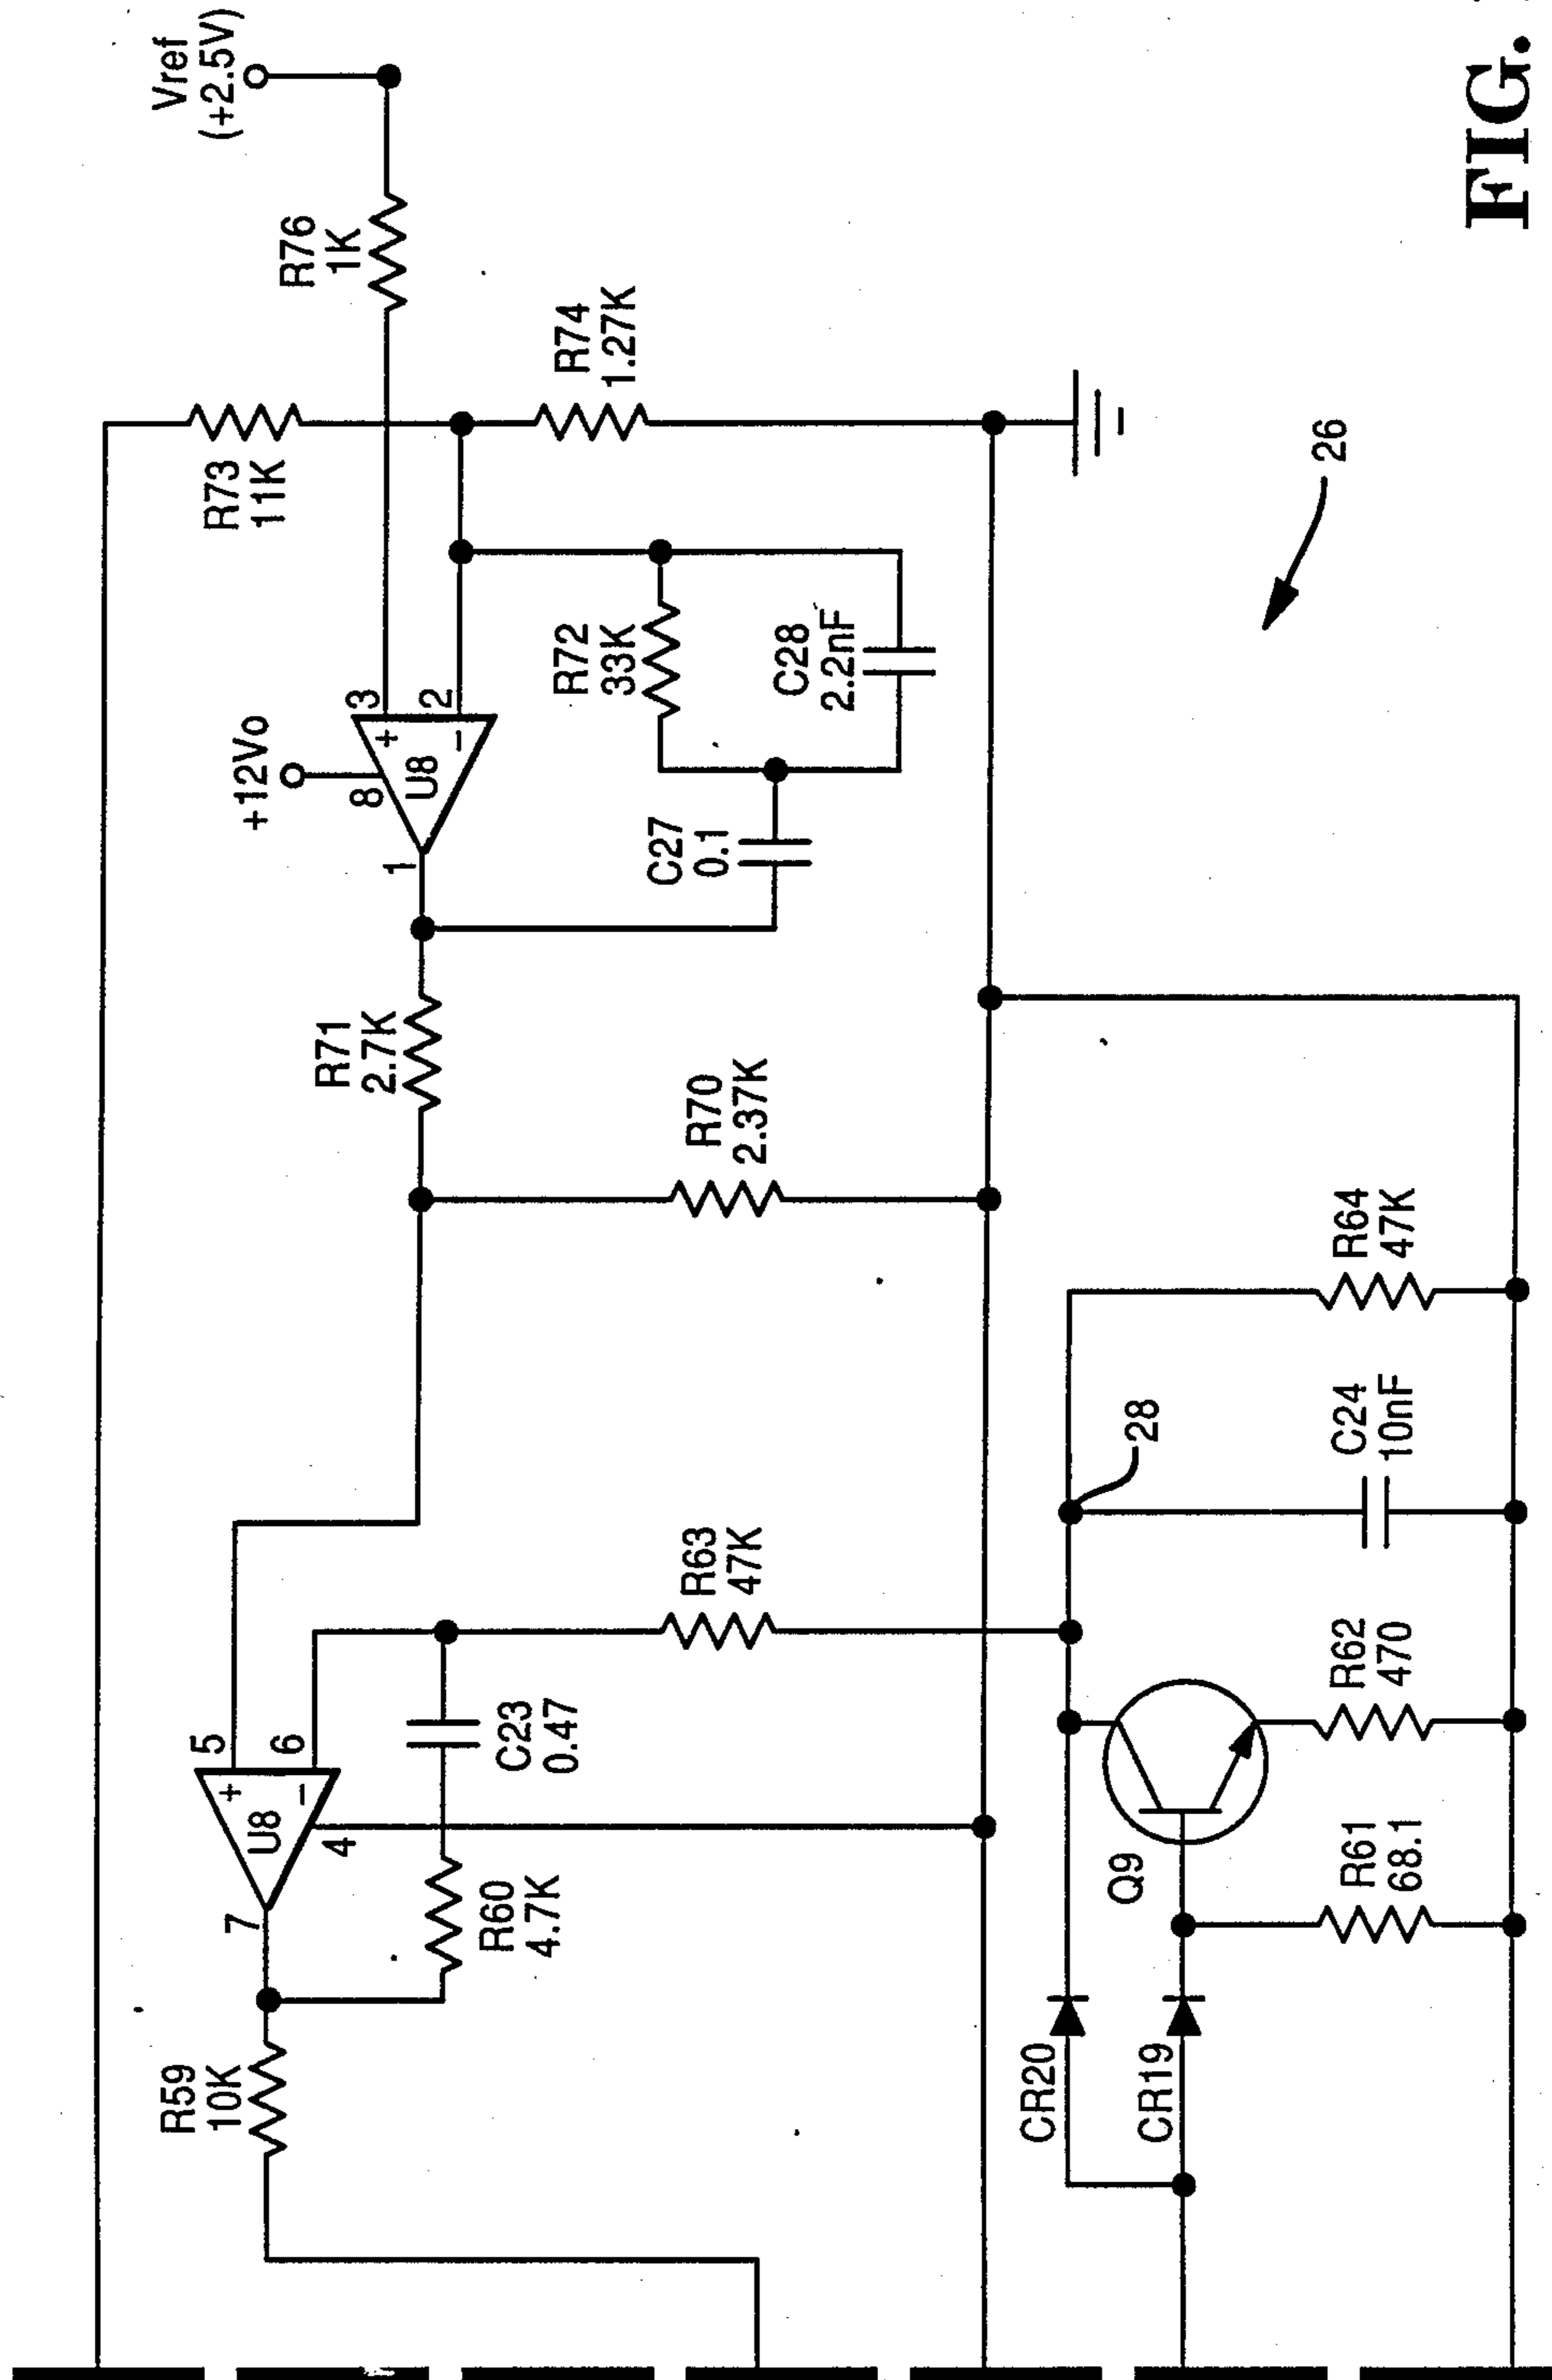 Vref
(+2.5V)
R76
1K
R73
11K
R74
1.27K
+12Vo
8
3
2
+
−
U8
1
R72
33K
C28
2.2nF
C27
0.1
R71
2.7K
R70
2.37K
26
5
6
+
−
U8
4
7
C23
0.47
R60
4.7K
R59
10K
R63
47K
28
R64
47K
C24
10nF
R62
470
R61
68.1
Q9
CR20
CR19
FIG.